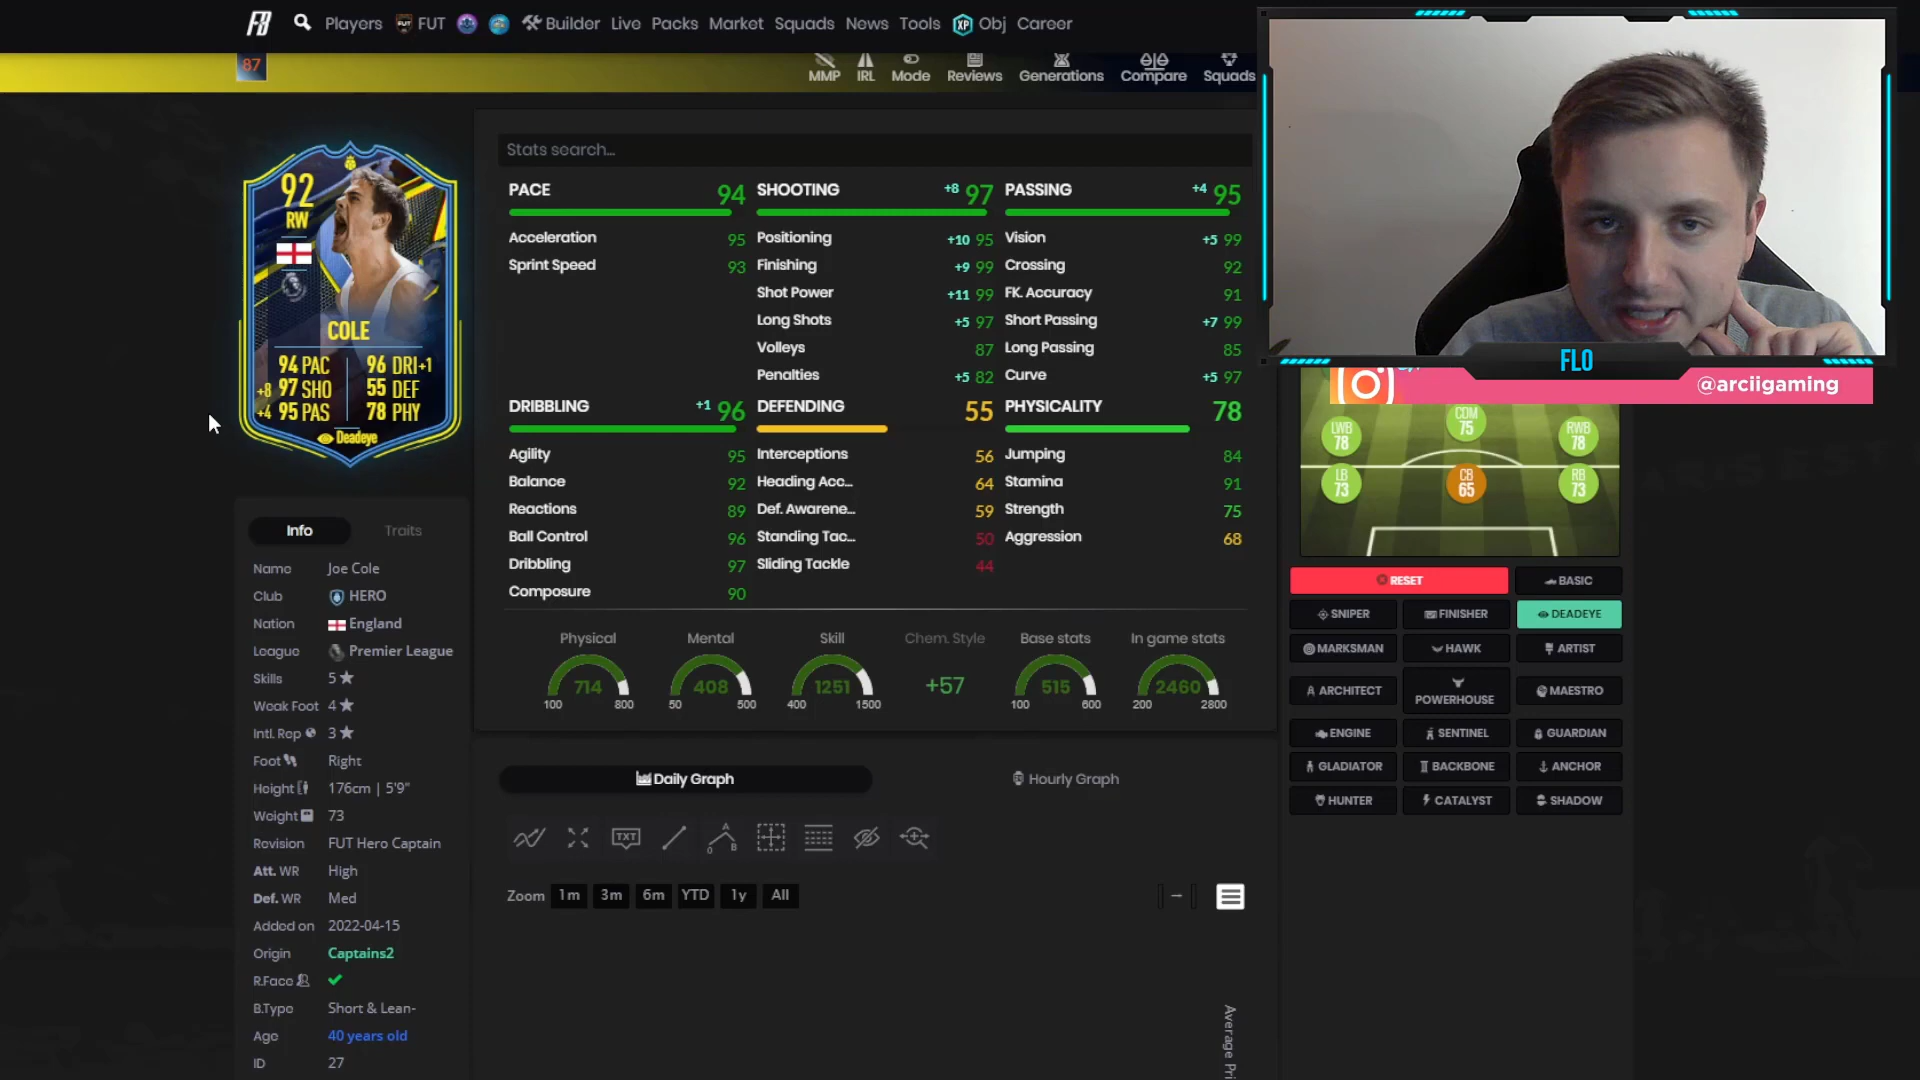 Players FUT Builder Live Packs Market Squads News Tools XP Obj Career
87
MMP IRL Mode Reviews Generations Compare Squads
92
RW
COLE
94 PAC 96 DRI+1
+8 97 SHO 55 DEF
+4 95 PAS 78 PHY
Deadeye
Stats search...
PACE 94
Acceleration 95
Sprint Speed 93
SHOOTING +8 97
Positioning +10 95
Finishing +9 99
Shot Power +11 99
Long Shots +5 97
Volleys 87
Penalties +5 82
PASSING +4 95
Vision +5 99
Crossing 92
FK. Accuracy 91
Short Passing +7 99
Long Passing 85
Curve +5 97
DRIBBLING +1 96
Agility 95
Balance 92
Reactions 89
Ball Control 96
Dribbling 97
Composure 90
DEFENDING 55
Interceptions 56
Heading Acc... 64
Def. Awarene... 59
Standing Tac... 50
Sliding Tackle 44
PHYSICALITY 78
Jumping 84
Stamina 91
Strength 75
Aggression 68
Physical Mental Skill Chem. Style Base stats In game stats
714 408 1251 +57 515 2460
100 800 50 500 400 1500 100 600 200 2800
Info Traits
Name Joe Cole
Club HERO
Nation England
League Premier League
Skills 5
Weak Foot 4
Intl. Rep 3
Foot Right
Height 176cm | 5'9"
Weight 73
Revision FUT Hero Captain
Att. WR High
Def. WR Med
Added on 2022-04-15
Origin Captains2
R.Face
B.Type Short & Lean-
Age 40 years old
ID 27
Daily Graph Hourly Graph
TXT A O B
Zoom 1m 3m 6m YTD 1y All
→
Average Pri
FLO
@arciigaming
LWB 78
CDM 75
RWB 78
LB 73
CB 65
RB 73
RESET BASIC
SNIPER FINISHER DEADEYE
MARKSMAN HAWK ARTIST
ARCHITECT POWERHOUSE MAESTRO
ENGINE SENTINEL GUARDIAN
GLADIATOR BACKBONE ANCHOR
HUNTER CATALYST SHADOW